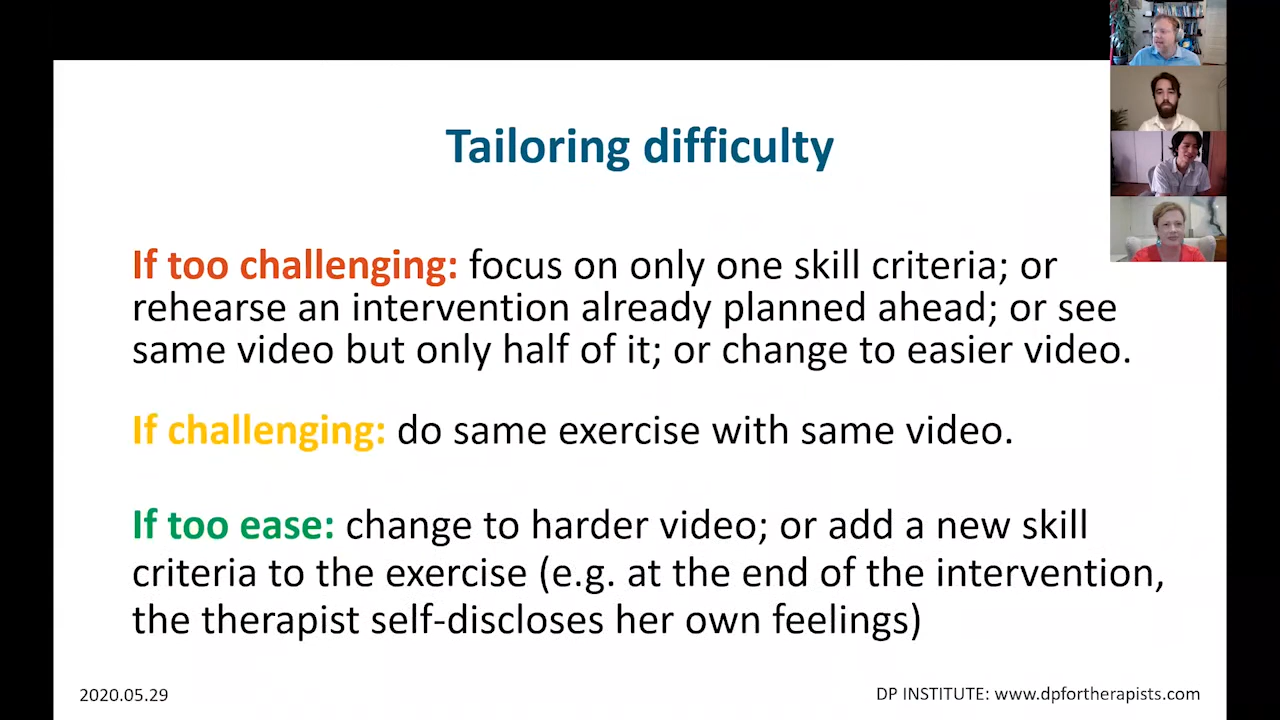 Tailoring difficulty
If too challenging: focus on only one skill criteria; or
rehearse an intervention already planned ahead; or see
same video but only half of it; or change to easier video.
If challenging: do same exercise with same video.
If too ease: change to harder video; or add a new skill
criteria to the exercise (e.g. at the end of the intervention,
the therapist self-discloses her own feelings)
2020.05.29
DP INSTITUTE: www.dpfortherapists.com